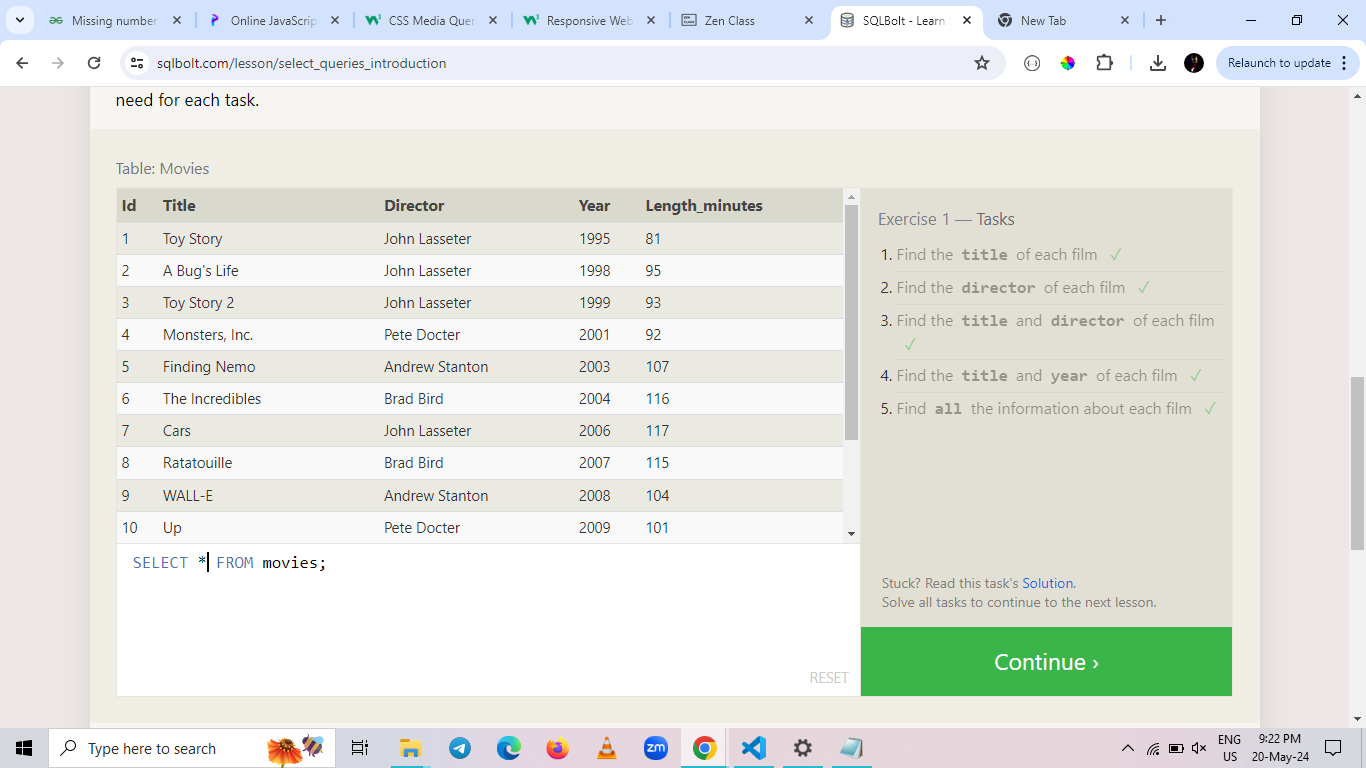 Missing number
Online JavaScrip
CSS Media Quer
Responsive Web
Zen Class
SQLBolt - Learn
New Tab
sqlbolt.com/lesson/select_queries_introduction
Relaunch to update
need for each task.
Table: Movies
Id Title Director Year Length_minutes
1 Toy Story John Lasseter 1995 81
2 A Bug's Life John Lasseter 1998 95
3 Toy Story 2 John Lasseter 1999 93
4 Monsters, Inc. Pete Docter 2001 92
5 Finding Nemo Andrew Stanton 2003 107
6 The Incredibles Brad Bird 2004 116
7 Cars John Lasseter 2006 117
8 Ratatouille Brad Bird 2007 115
9 WALL-E Andrew Stanton 2008 104
10 Up Pete Docter 2009 101
SELECT * FROM movies;
RESET
Exercise 1 — Tasks
1. Find the title of each film ✓
2. Find the director of each film ✓
3. Find the title and director of each film
✓
4. Find the title and year of each film ✓
5. Find all the information about each film ✓
Stuck? Read this task's Solution.
Solve all tasks to continue to the next lesson.
Continue ›
Type here to search
zm
ENG
US
9:22 PM
20-May-24